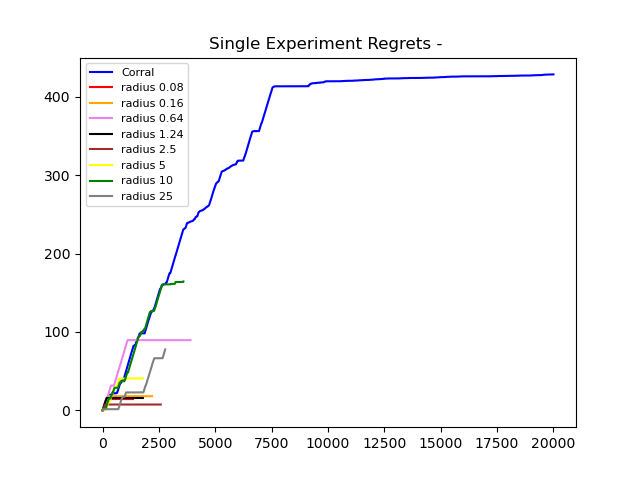 Single Experiment Regrets -
Corral
radius 0.08
radius 0.16
radius 0.64
radius 1.24
radius 2.5
radius 5
radius 10
radius 25
400
300
200
100
0
0 2500 5000 7500 10000 12500 15000 17500 20000